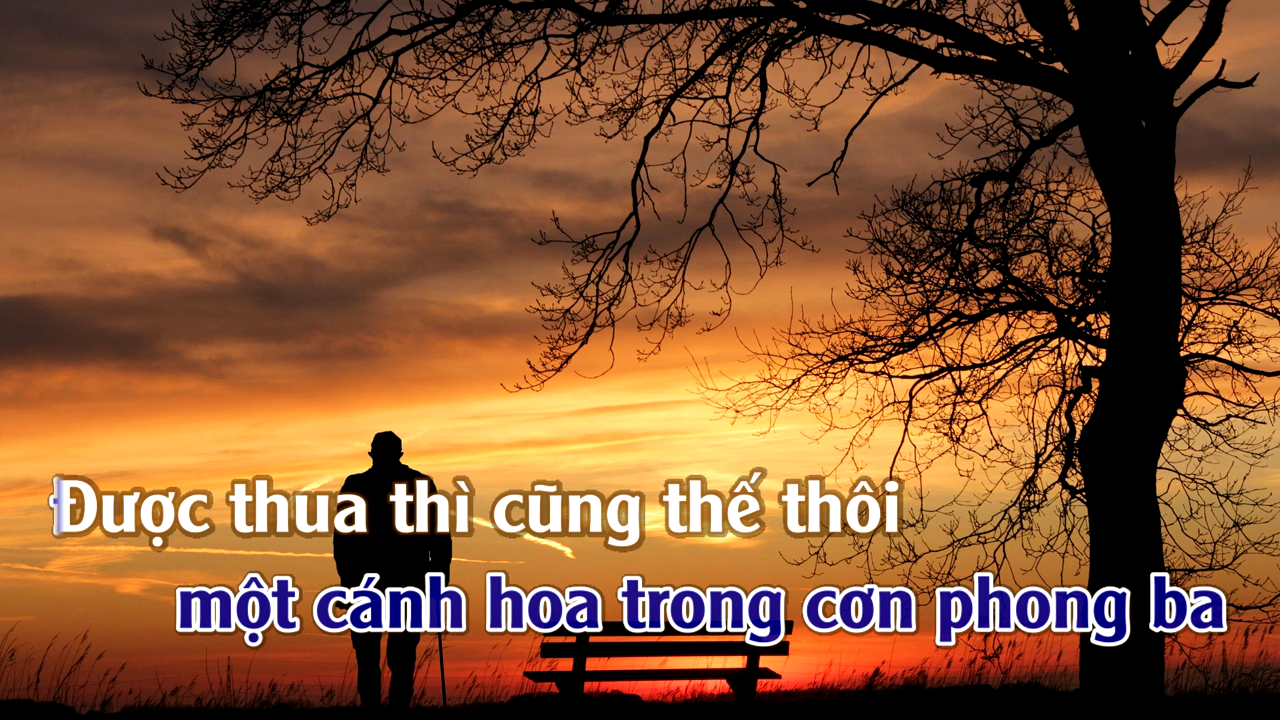 Được thua thì cũng thế thôi
một cánh hoa trong cơn phong ba